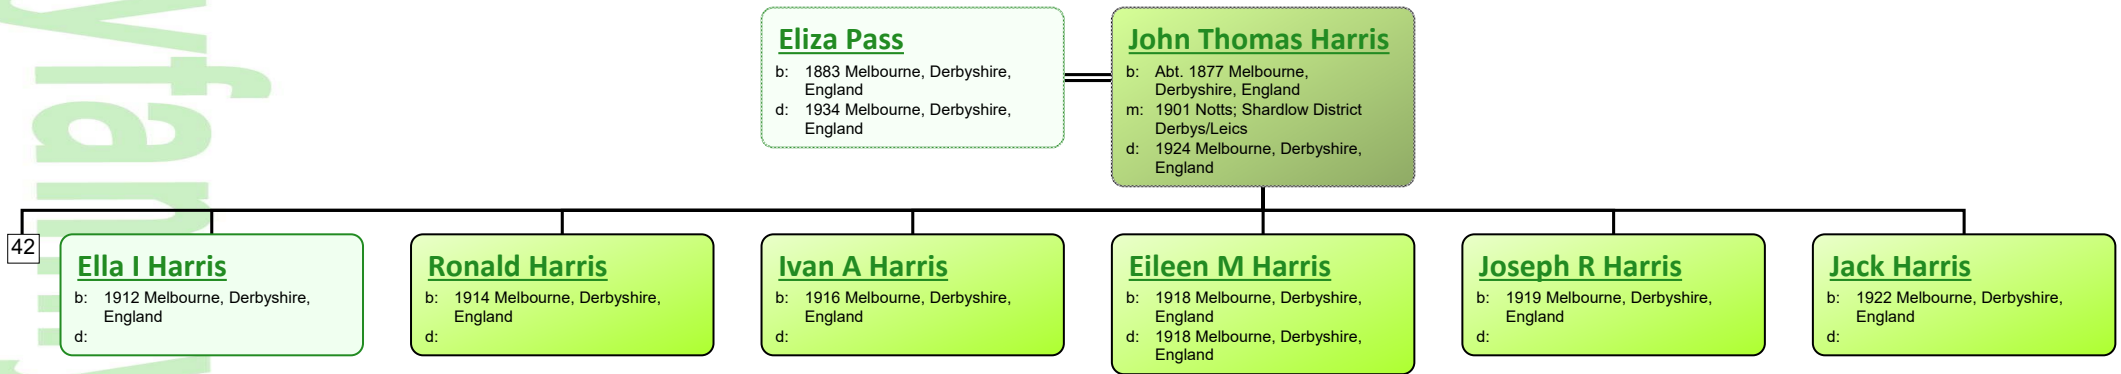 Eliza Pass
b: 1883 Melbourne, Derbyshire,
England
d: 1934 Melbourne, Derbyshire,
England
John Thomas Harris
b: Abt. 1877 Melbourne,
Derbyshire, England
m: 1901 Notts; Shardlow District
Derbys/Leics
d: 1924 Melbourne, Derbyshire,
England
42
Ella I Harris
b: 1912 Melbourne, Derbyshire,
England
d:
Ronald Harris
b: 1914 Melbourne, Derbyshire,
England
d:
Ivan A Harris
b: 1916 Melbourne, Derbyshire,
England
d:
Eileen M Harris
b: 1918 Melbourne, Derbyshire,
England
d: 1918 Melbourne, Derbyshire,
England
Joseph R Harris
b: 1919 Melbourne, Derbyshire,
England
d:
Jack Harris
b: 1922 Melbourne, Derbyshire,
England
d: